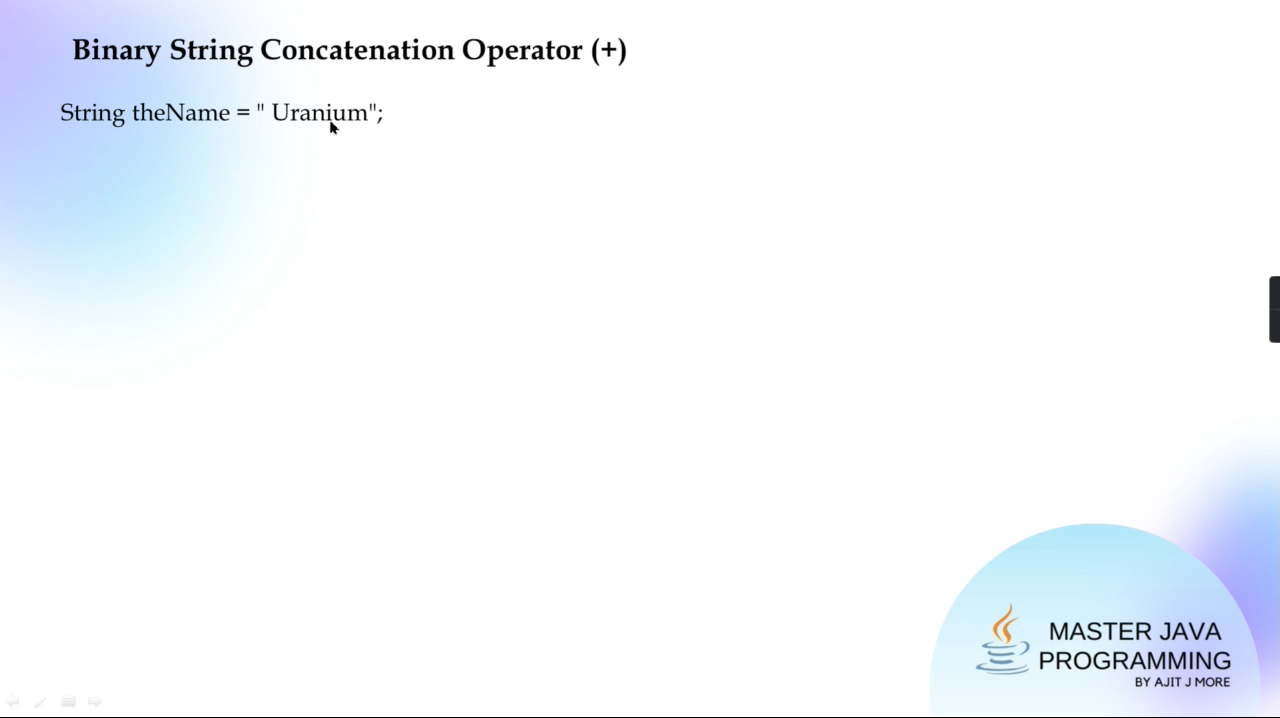 Binary String Concatenation Operator (+)
String theName = " Uranium";
MASTER JAVA
PROGRAMMING
BY AJIT J MORE